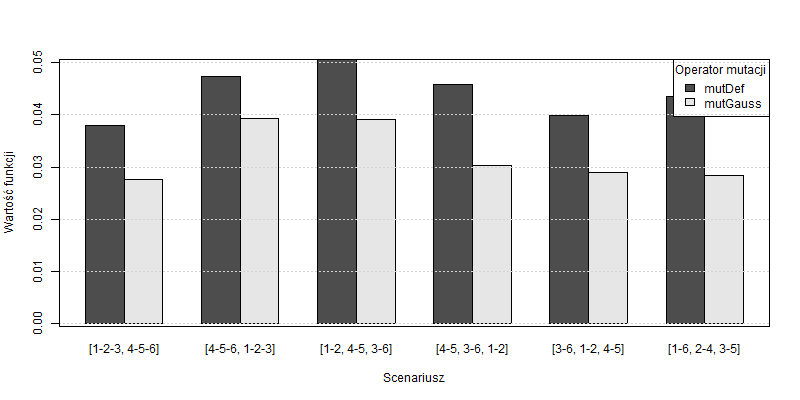 Operator mutacji
mutDef
mutGauss
Wartość funkcji
0.05
0.04
0.03
0.02
0.01
0.00
[1-2-3, 4-5-6] [4-5-6, 1-2-3] [1-2, 4-5, 3-6] [4-5, 3-6, 1-2] [3-6, 1-2, 4-5] [1-6, 2-4, 3-5]
Scenariusz